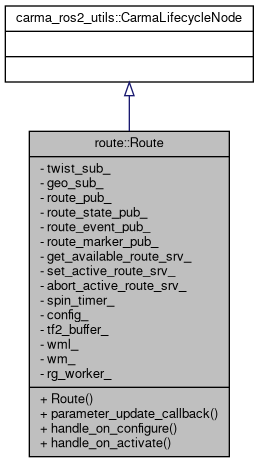 carma_ros2_utils::CarmaLifecycleNode
route::Route
- twist_sub_
- geo_sub_
- route_pub_
- route_state_pub_
- route_event_pub_
- route_marker_pub_
- get_available_route_srv_
- set_active_route_srv_
- abort_active_route_srv_
- spin_timer_
- config_
- tf2_buffer_
- wml_
- wm_
- rg_worker_
+ Route()
+ parameter_update_callback()
+ handle_on_configure()
+ handle_on_activate()